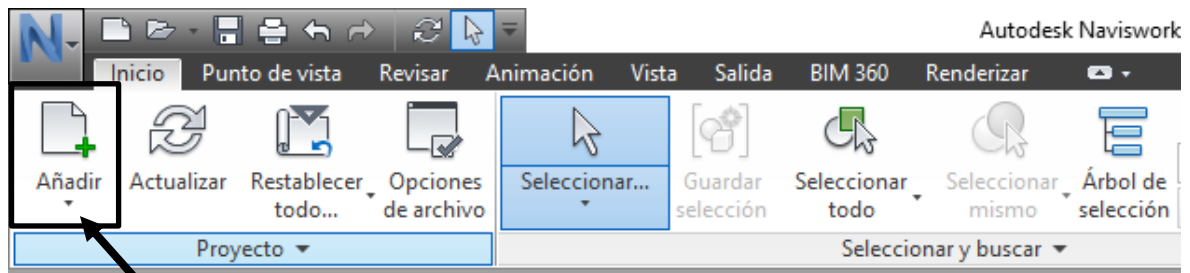 Autodesk Naviswork
Inicio Punto de vista Revisar Animación Vista Salida BIM 360 Renderizar
Añadir Actualizar Restablecer todo... Opciones de archivo Seleccionar... Guardar selección Seleccionar todo Seleccionar mismo Árbol de selección
Proyecto Seleccionar y buscar